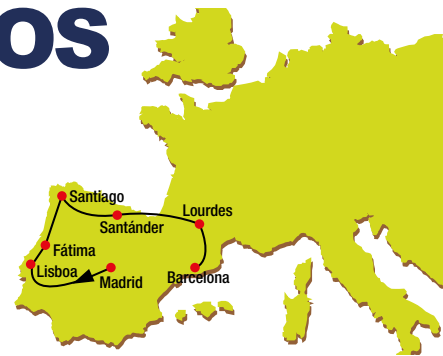 OS
Santiago
Santánder
Lourdes
Fátima
Lisboa
Madrid
Barcelona